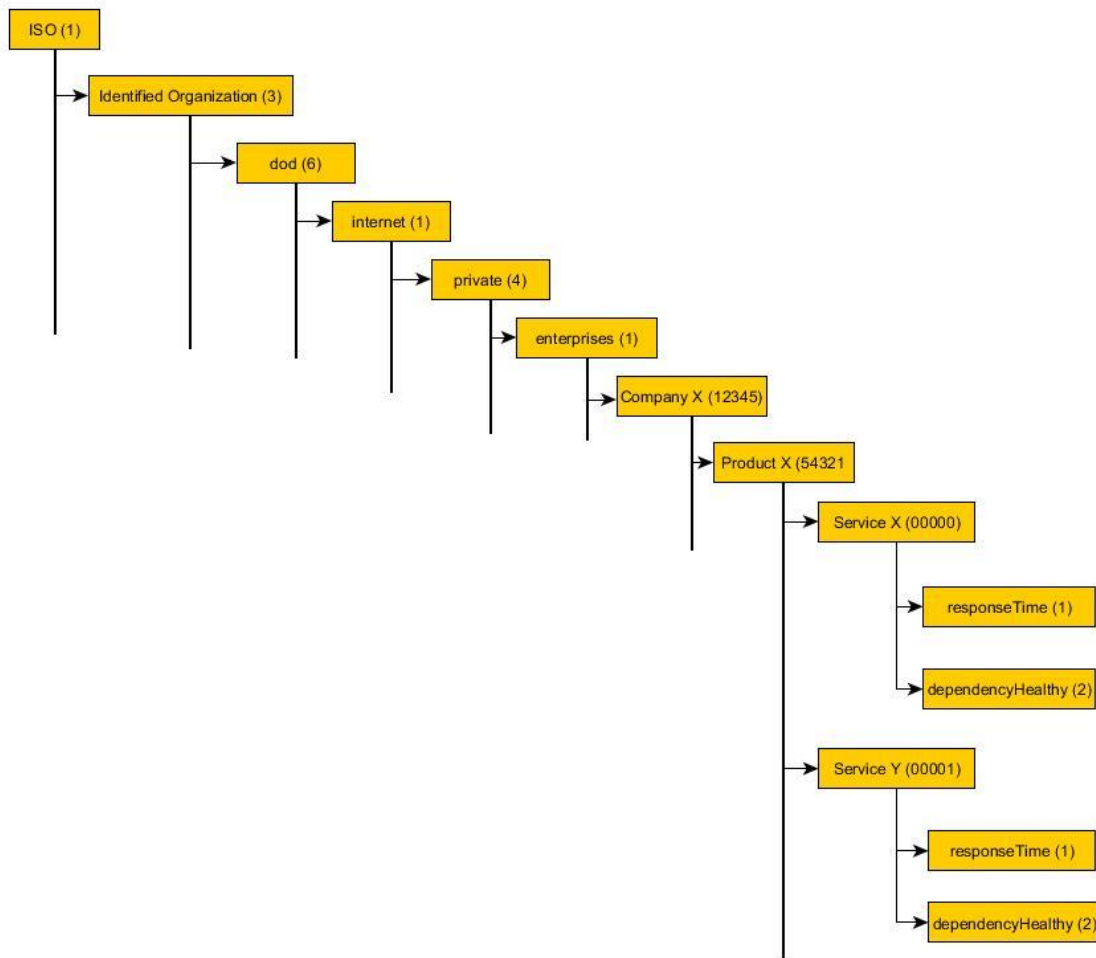 ISO (1)
Identified Organization (3)
dod (6)
internet (1)
private (4)
enterprises (1)
Company X (12345)
Product X (54321
Service X (00000)
responseTime (1)
dependencyHealthy (2)
Service Y (00001)
responseTime (1)
dependencyHealthy (2)